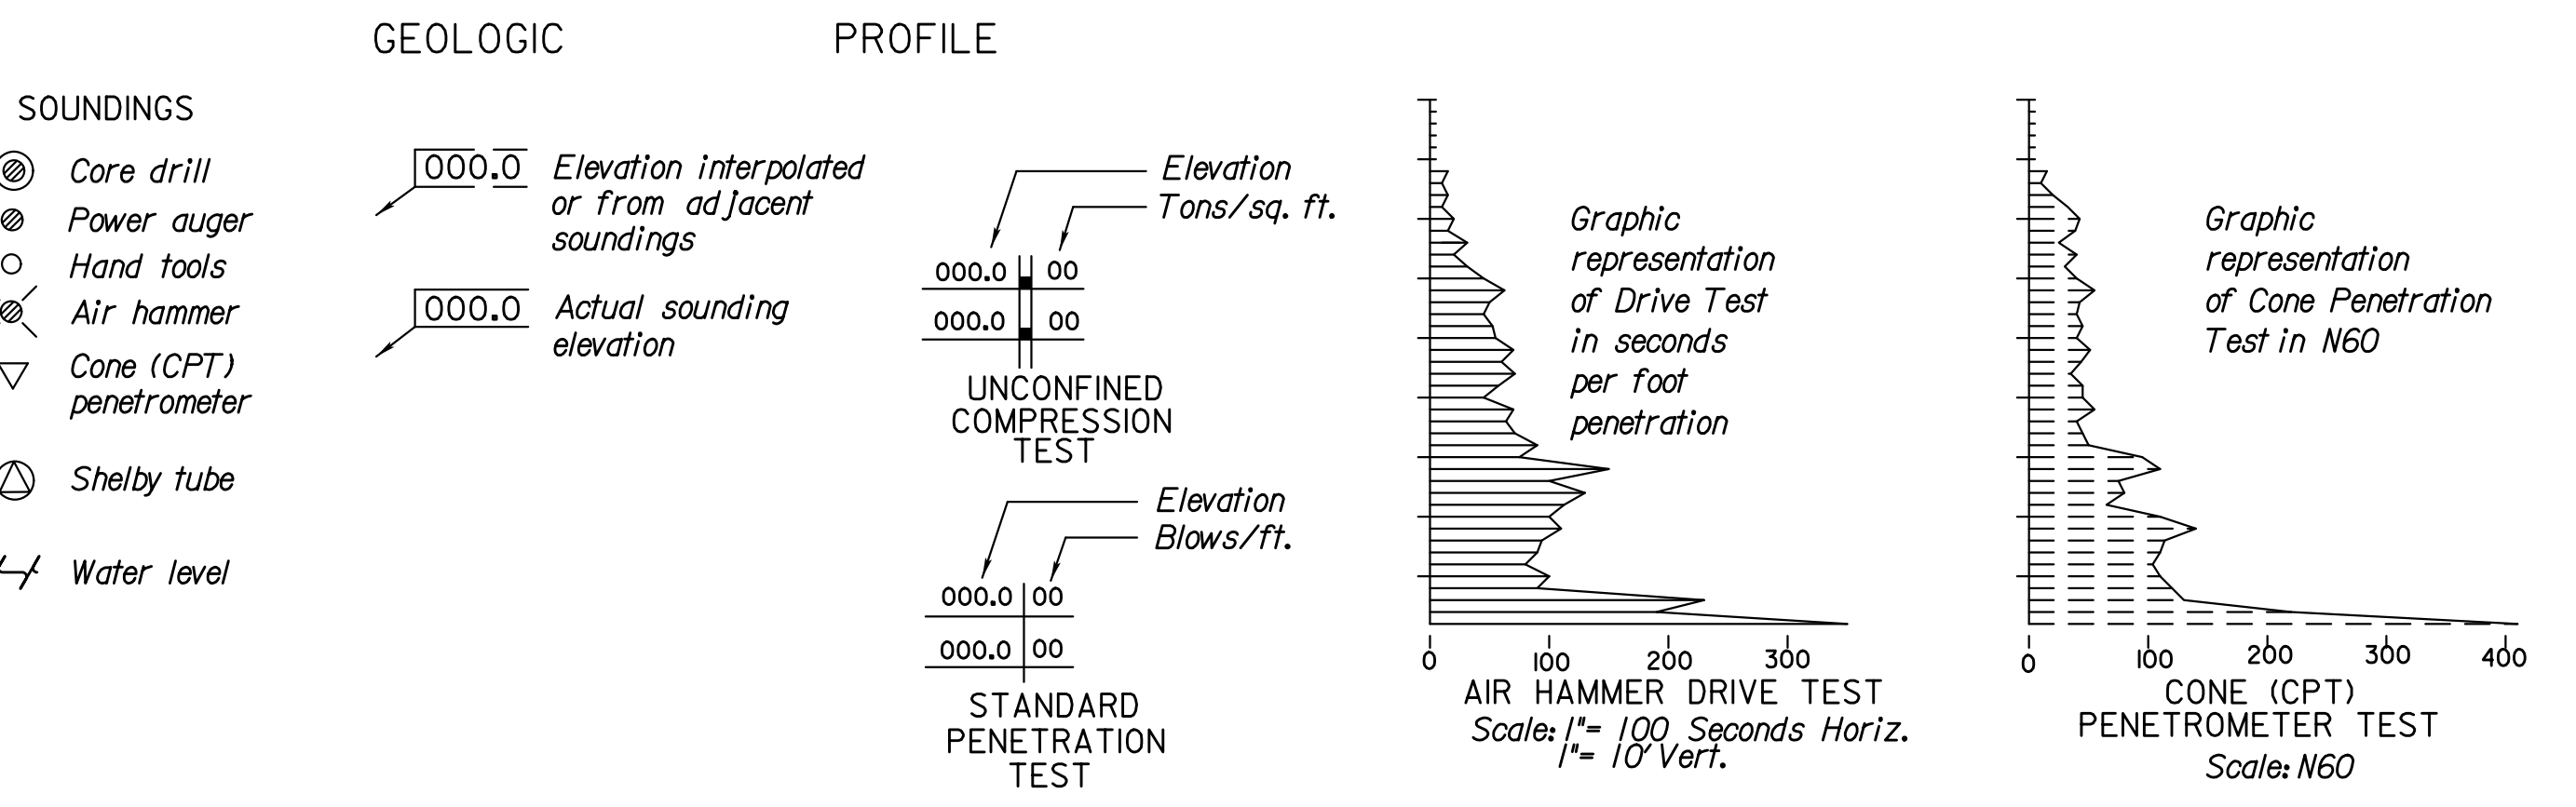 GEOLOGIC PROFILE
SOUNDINGS
Core drill
Power auger
Hand tools
Air hammer
Cone (CPT)
penetrometer
Shelby tube
Water level
000.0
Elevation interpolated
or from adjacent
soundings
000.0
Actual sounding
elevation
Elevation
Tons/sq. ft.
000.0 00
000.0 00
UNCONFINED
COMPRESSION
TEST
Elevation
Blows/ft.
000.0 00
000.0 00
STANDARD
PENETRATION
TEST
Graphic
representation
of Drive Test
in seconds
per foot
penetration
0 100 200 300
AIR HAMMER DRIVE TEST
Scale: 1"= 100 Seconds Horiz.
1"= 10' Vert.
Graphic
representation
of Cone Penetration
Test in N60
0 100 200 300 400
CONE (CPT)
PENETROMETER TEST
Scale: N60